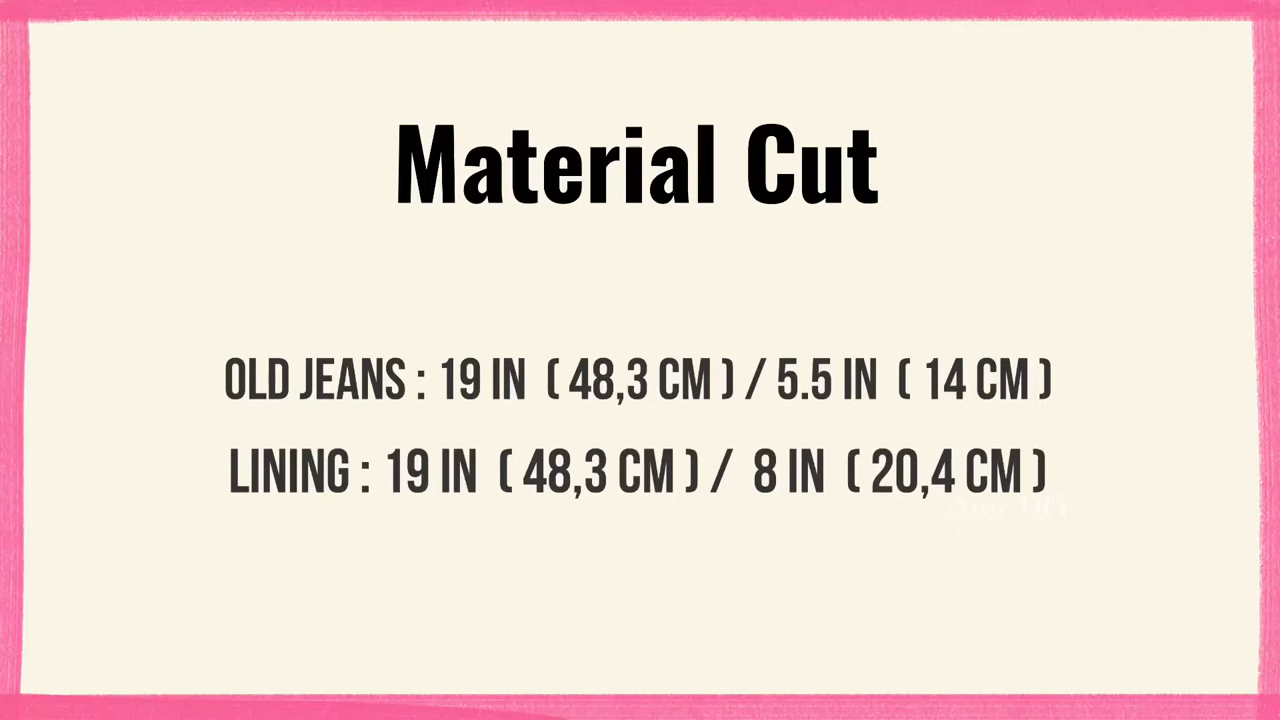 Material Cut
OLD JEANS : 19 IN ( 48,3 CM ) / 5.5 IN ( 14 CM )
LINING : 19 IN ( 48,3 CM ) / 8 IN ( 20,4 CM )